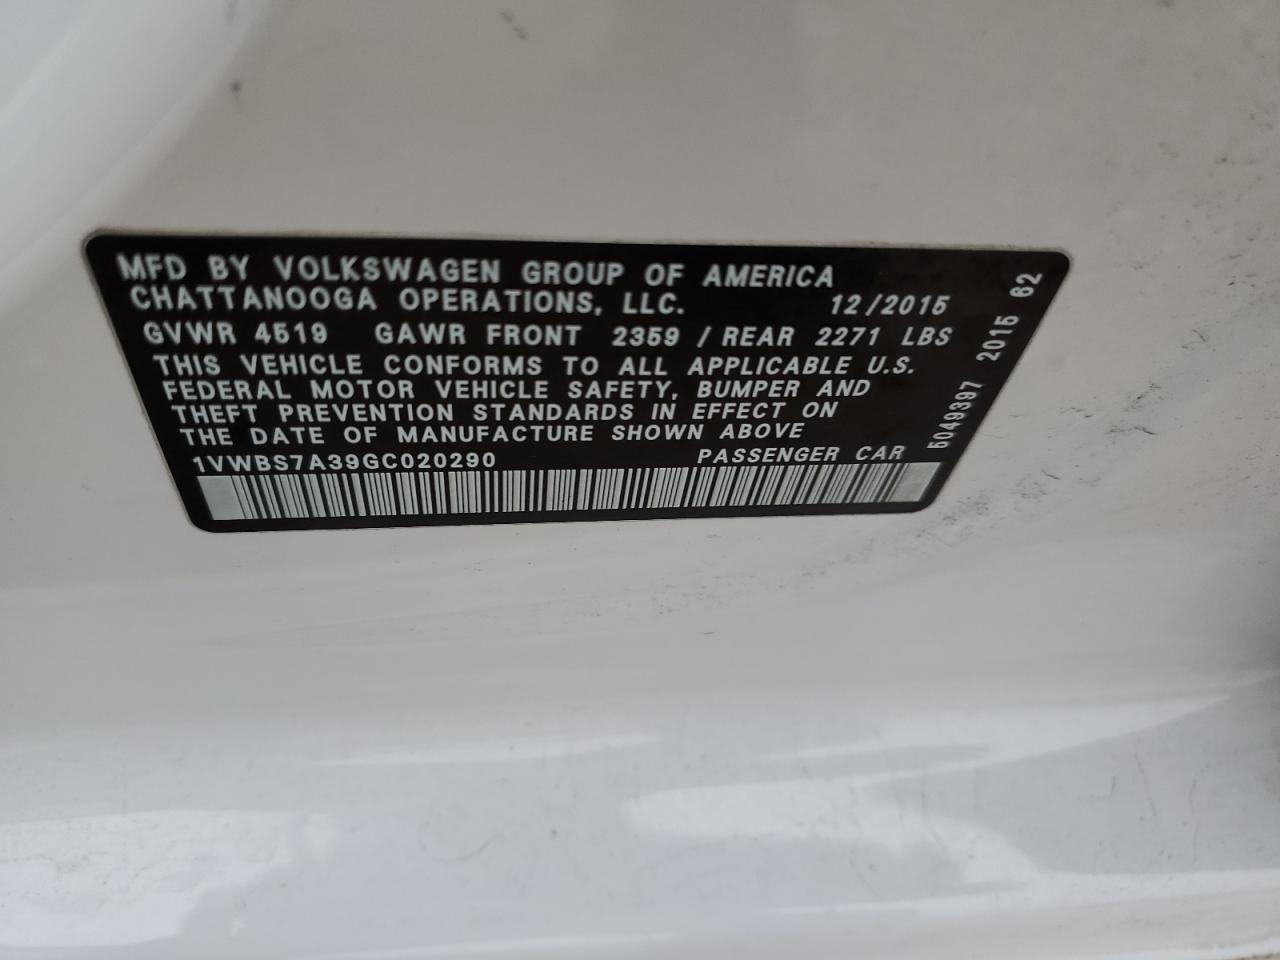 MFD BY VOLKSWAGEN GROUP OF AMERICA
CHATTANOOGA OPERATIONS, LLC. 12/2015
GVWR 4519 GAWR FRONT 2359 / REAR 2271 LBS
THIS VEHICLE CONFORMS TO ALL APPLICABLE U.S.
FEDERAL MOTOR VEHICLE SAFETY, BUMPER AND
THEFT PREVENTION STANDARDS IN EFFECT ON
THE DATE OF MANUFACTURE SHOWN ABOVE
1VWBS7A39GC020290 PASSENGER CAR
5049397 2015 62